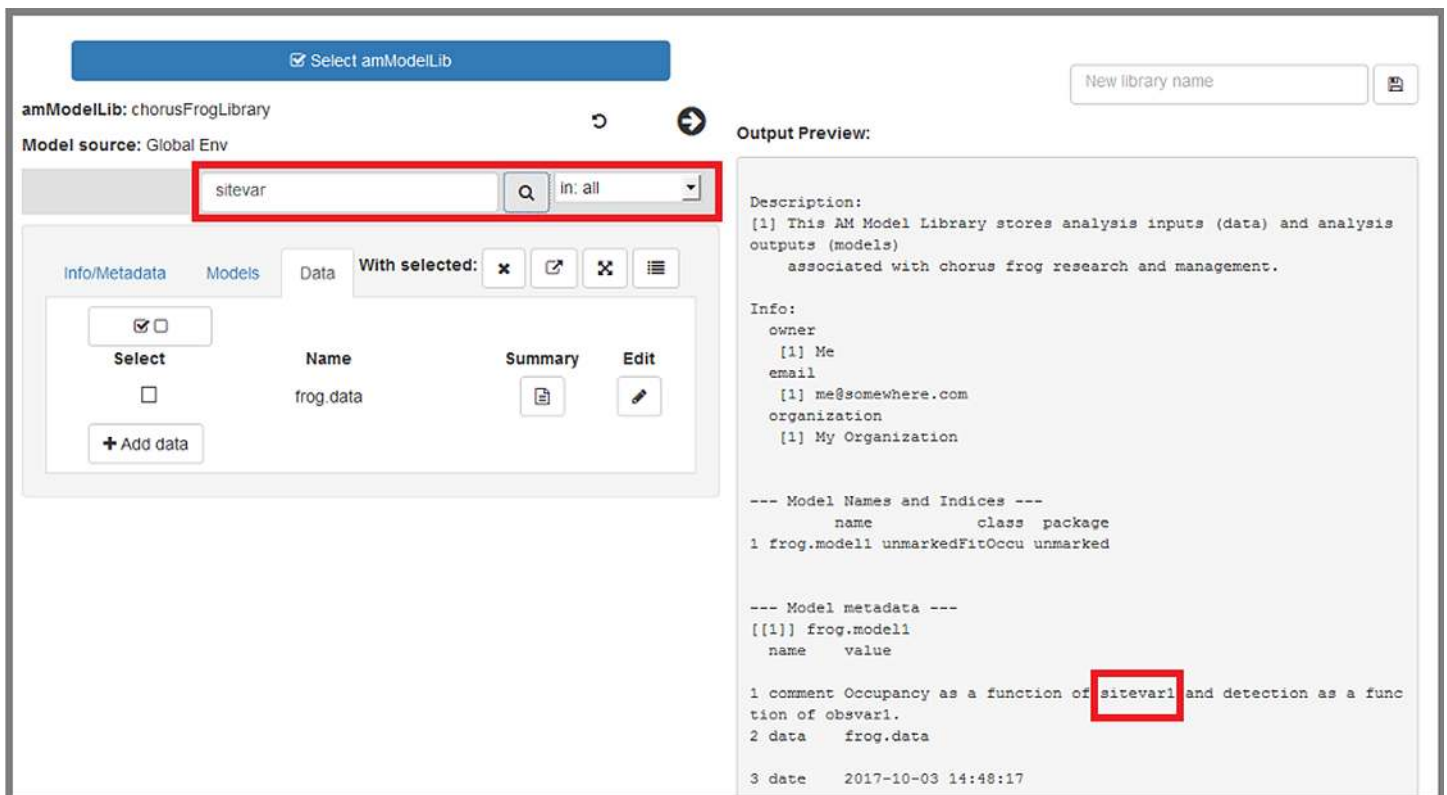 Select amModelLib
amModelLib: chorusFrogLibrary
Model source: Global Env
sitevar
in: all
Info/Metadata Models Data With selected:
Select Name Summary Edit
frog.data
Add data
New library name
Output Preview:
Description:
[1] This AM Model Library stores analysis inputs (data) and analysis
outputs (models)
associated with chorus frog research and management.
Info:
owner
[1] Me
email
[1] me@somewhere.com
organization
[1] My Organization
--- Model Names and Indices ---
name class package
1 frog.model1 unmarkedFitOccu unmarked
--- Model metadata ---
[[1]] frog.model1
name value
1 comment Occupancy as a function of sitevar1 and detection as a func
tion of obsvar1.
2 data frog.data
3 date 2017-10-03 14:48:17